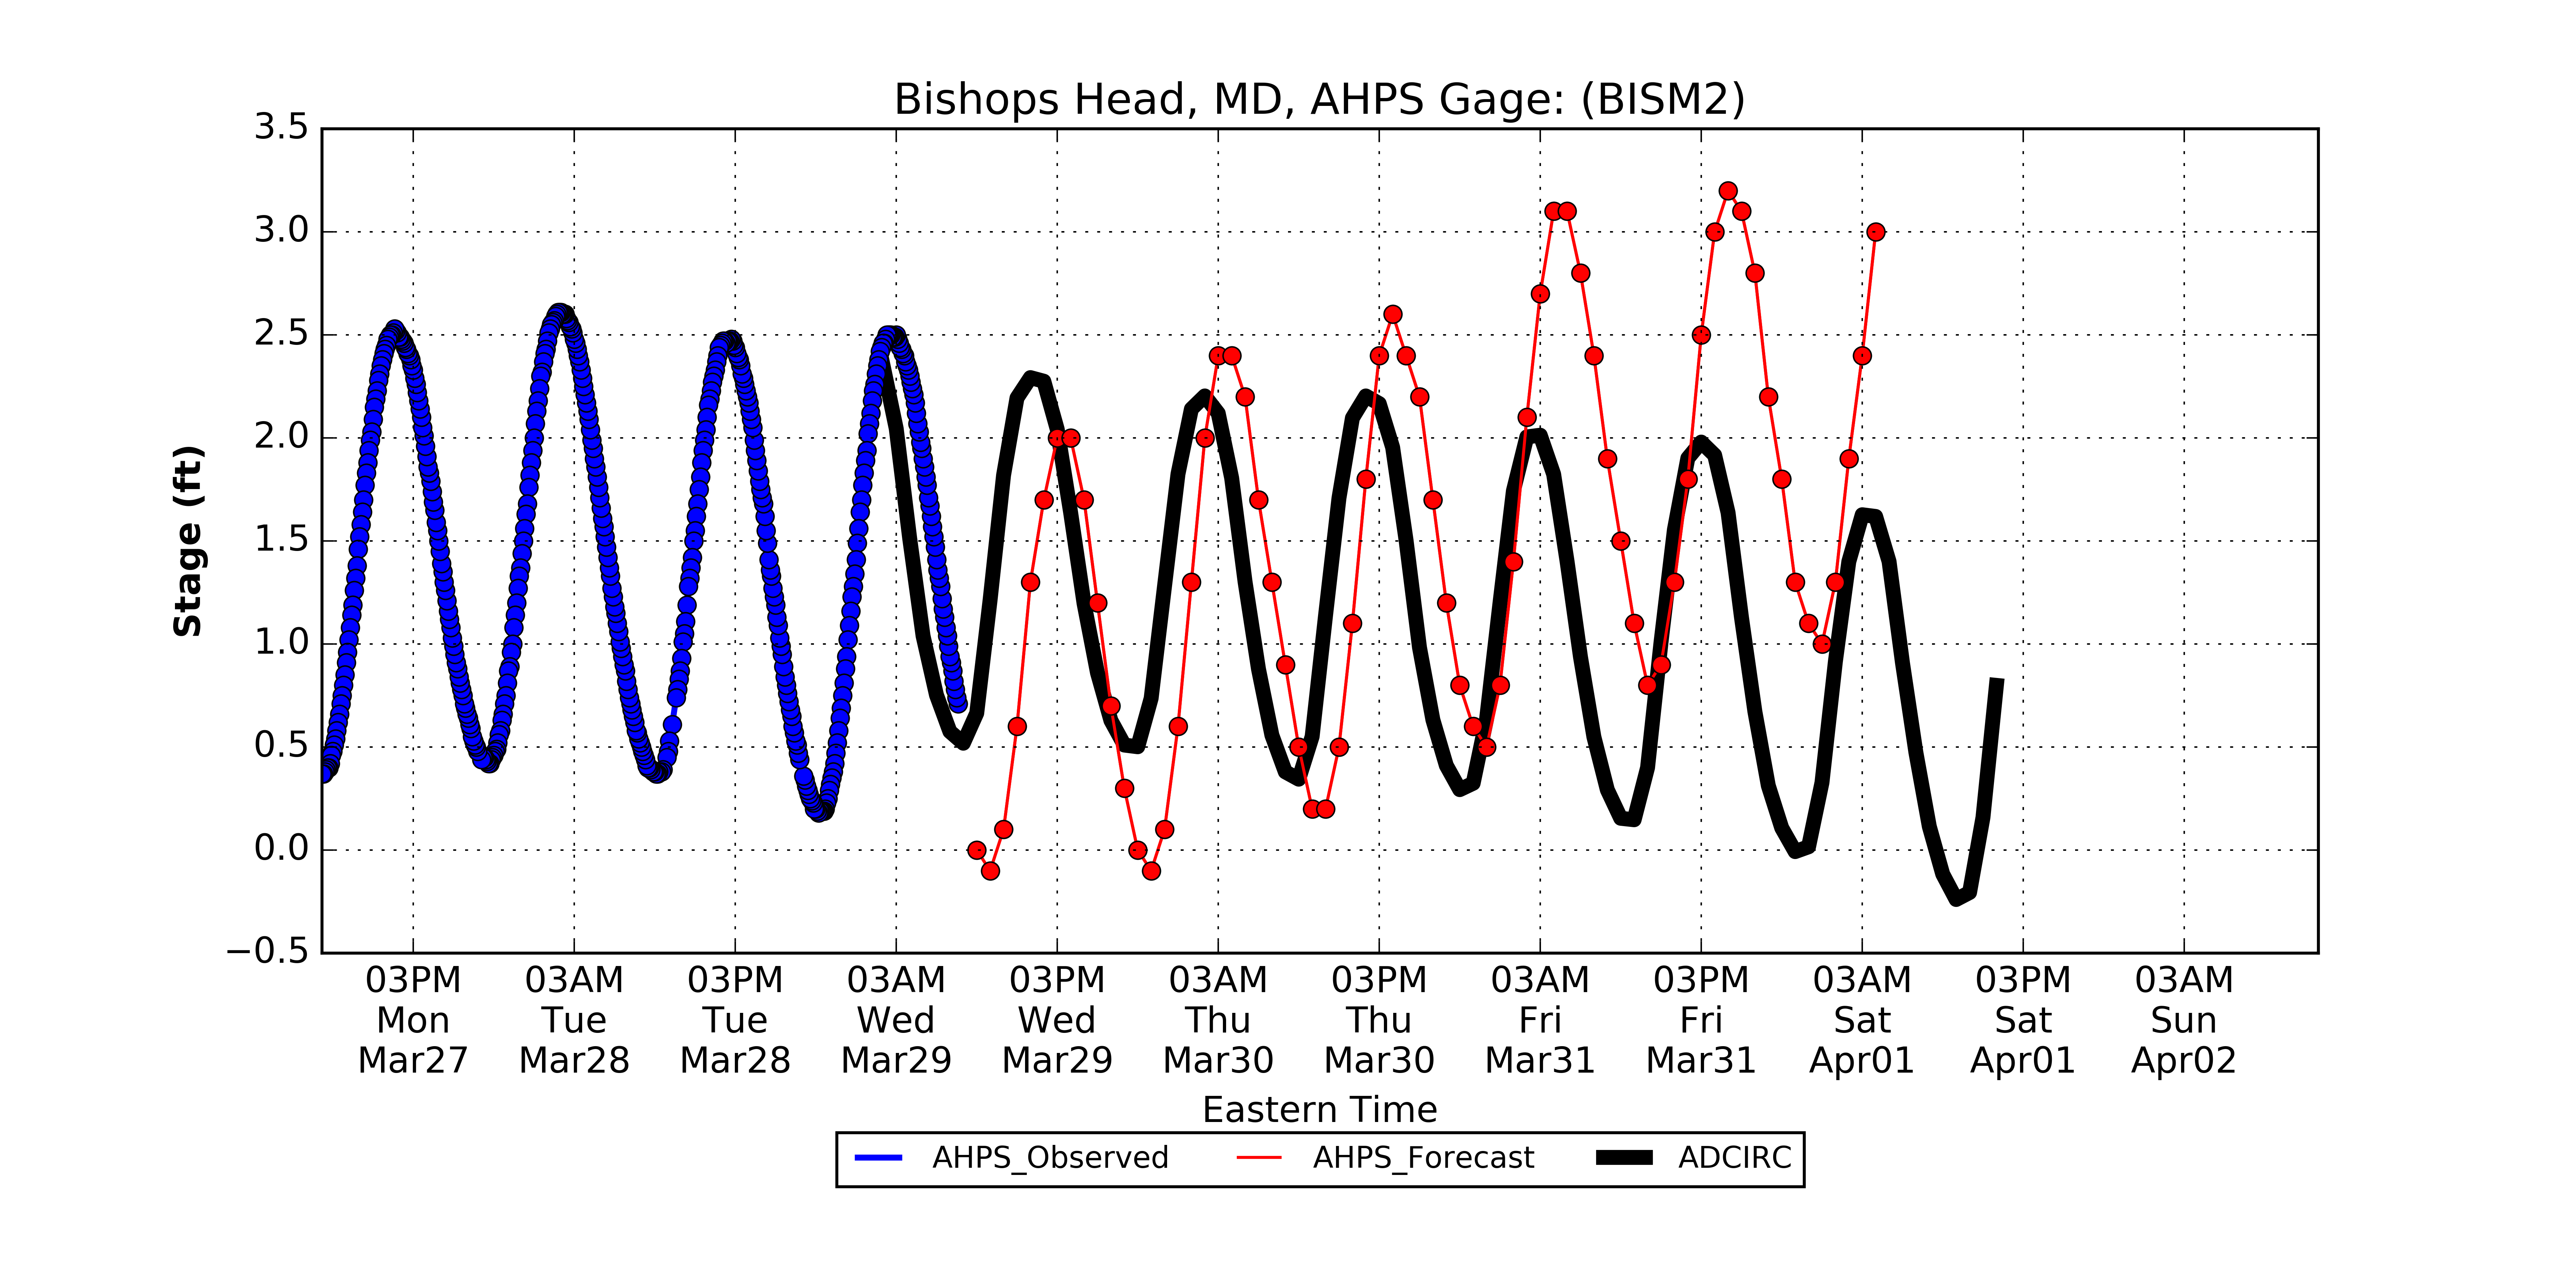 Bishops Head, MD, AHPS Gage: (BISM2)
3.5
3.0
2.5
2.0
1.5
1.0
0.5
0.0
−0.5
Stage (ft)
03PM 03AM 03PM 03AM 03PM 03AM 03PM 03AM 03PM 03AM 03PM 03AM
Mon Tue Tue Wed Wed Thu Thu Fri Fri Sat Sat Sun
Mar27 Mar28 Mar28 Mar29 Mar29 Mar30 Mar30 Mar31 Mar31 Apr01 Apr01 Apr02
Eastern Time
AHPS_Observed AHPS_Forecast ADCIRC